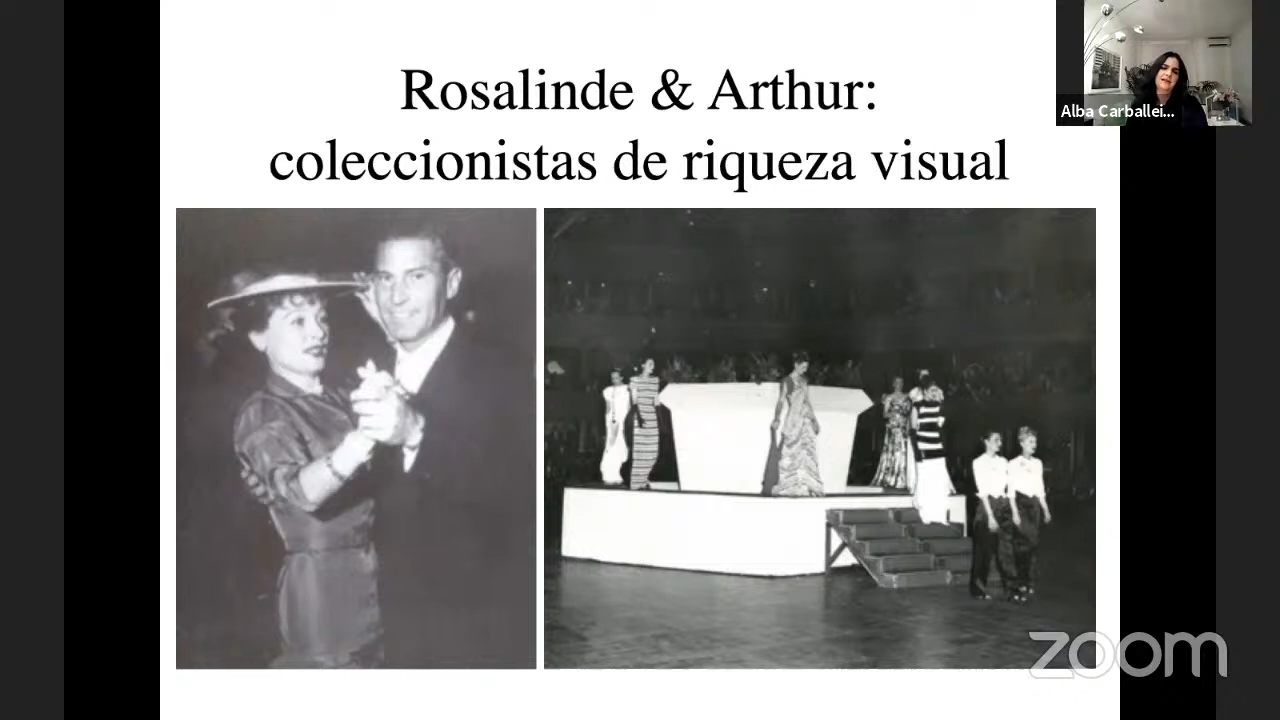 Rosalinde & Arthur:
coleccionistas de riqueza visual
Alba Carballei...
zoom